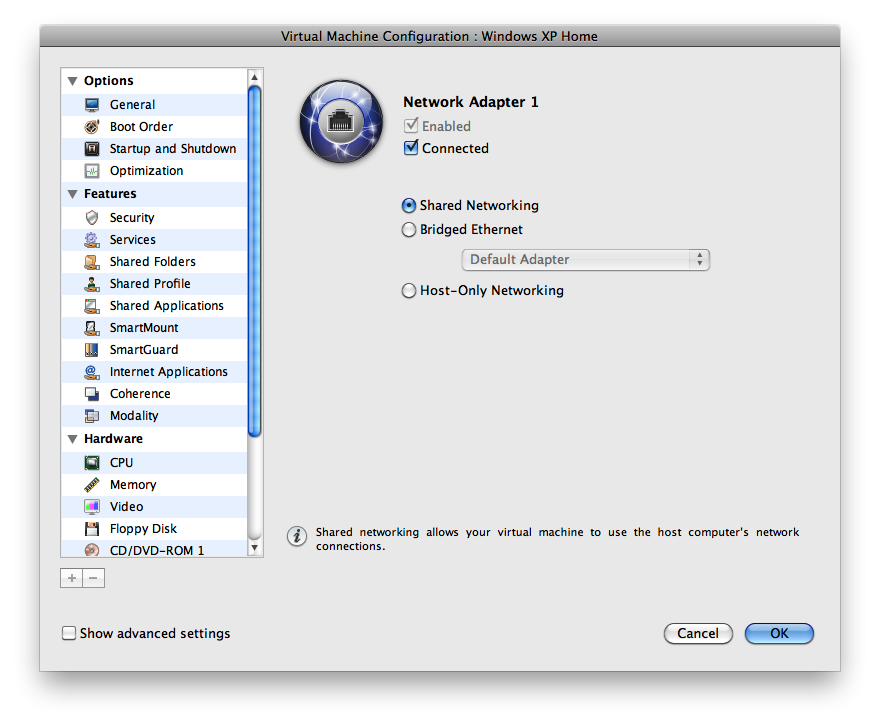 Virtual Machine Configuration : Windows XP Home
Options
General
Boot Order
Startup and Shutdown
Optimization
Features
Security
Services
Shared Folders
Shared Profile
Shared Applications
SmartMount
SmartGuard
Internet Applications
Coherence
Modality
Hardware
CPU
Memory
Video
Floppy Disk
CD/DVD-ROM 1
Network Adapter 1
Enabled
Connected
Shared Networking
Bridged Ethernet
Default Adapter
Host-Only Networking
Shared networking allows your virtual machine to use the host computer's network
connections.
Show advanced settings
Cancel
OK